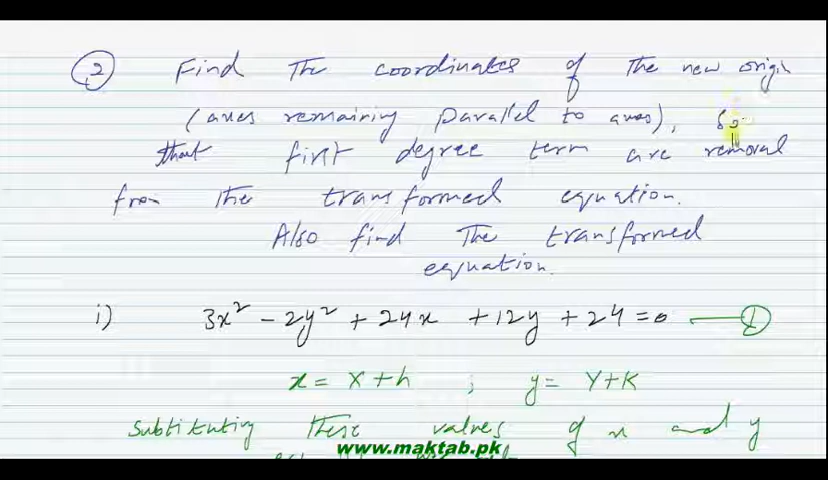 2 Find the coordinates of the new origin
(axes remaining parallel to axes), so
that first degree term are removal
from the transformed equation.
Also find the transformed
equation.
i) 3x² - 2y² + 24x + 12y + 24 = 0 ①
x = X + h ; y = Y + K
Substituting these values of x and y
www.maktab.pk